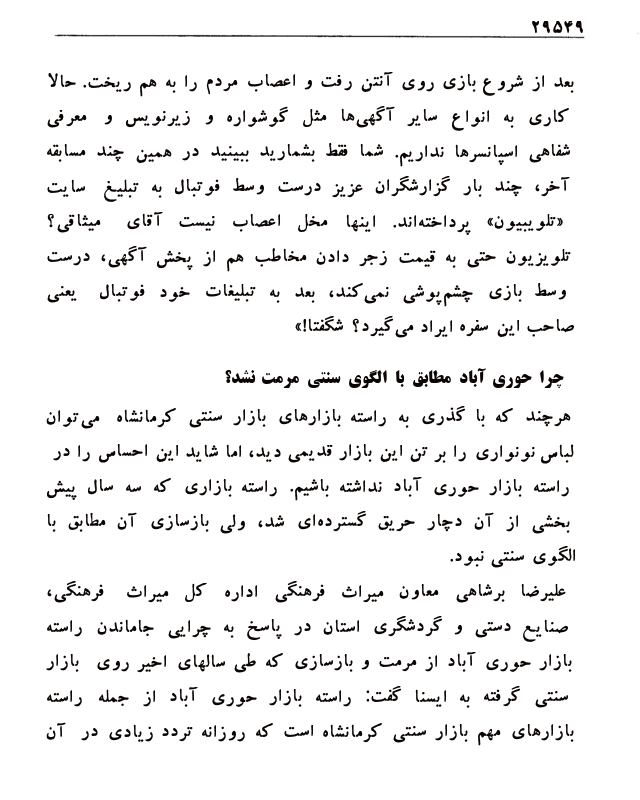 ۲۹۵۴۹
بعد از شروع بازی روی آنتن رفت و اعصاب مردم را به هم ریخت. حالا
کاری به انواع سایر آگهی‌ها مثل گوشواره و زیرنویس و معرفی
شفاهی اسپانسرها نداریم. شما فقط بشمارید ببینید در همین چند مسابقه
آخر، چند بار گزارشگران عزیز درست وسط فوتبال به تبلیغ سایت
«تلوبیون» پرداخته‌اند. اینها مخل اعصاب نیست آقای میثاقی؟
تلویزیون حتی به قیمت زجر دادن مخاطب هم از پخش آگهی، درست
وسط بازی چشم‌پوشی نمی‌کند، بعد به تبلیغات خود فوتبال یعنی
صاحب این سفره ایراد می‌گیرد؟ شگفتا!»
چرا حوری آباد مطابق با الگوی سنتی مرمت نشد؟
هرچند که با گذری به راسته بازارهای بازار سنتی کرمانشاه می‌توان
لباس نونواری را بر تن این بازار قدیمی دید، اما شاید این احساس را در
راسته بازار حوری آباد نداشته باشیم. راسته بازاری که سه سال پیش
بخشی از آن دچار حریق گسترده‌ای شد، ولی بازسازی آن مطابق با
الگوی سنتی نبود.
علیرضا برشاهی معاون میراث فرهنگی اداره کل میراث فرهنگی،
صنایع دستی و گردشگری استان در پاسخ به چرایی جاماندن راسته
بازار حوری آباد از مرمت و بازسازی که طی سالهای اخیر روی بازار
سنتی گرفته به ایسنا گفت: راسته بازار حوری آباد از جمله راسته
بازارهای مهم بازار سنتی کرمانشاه است که روزانه تردد زیادی در آن